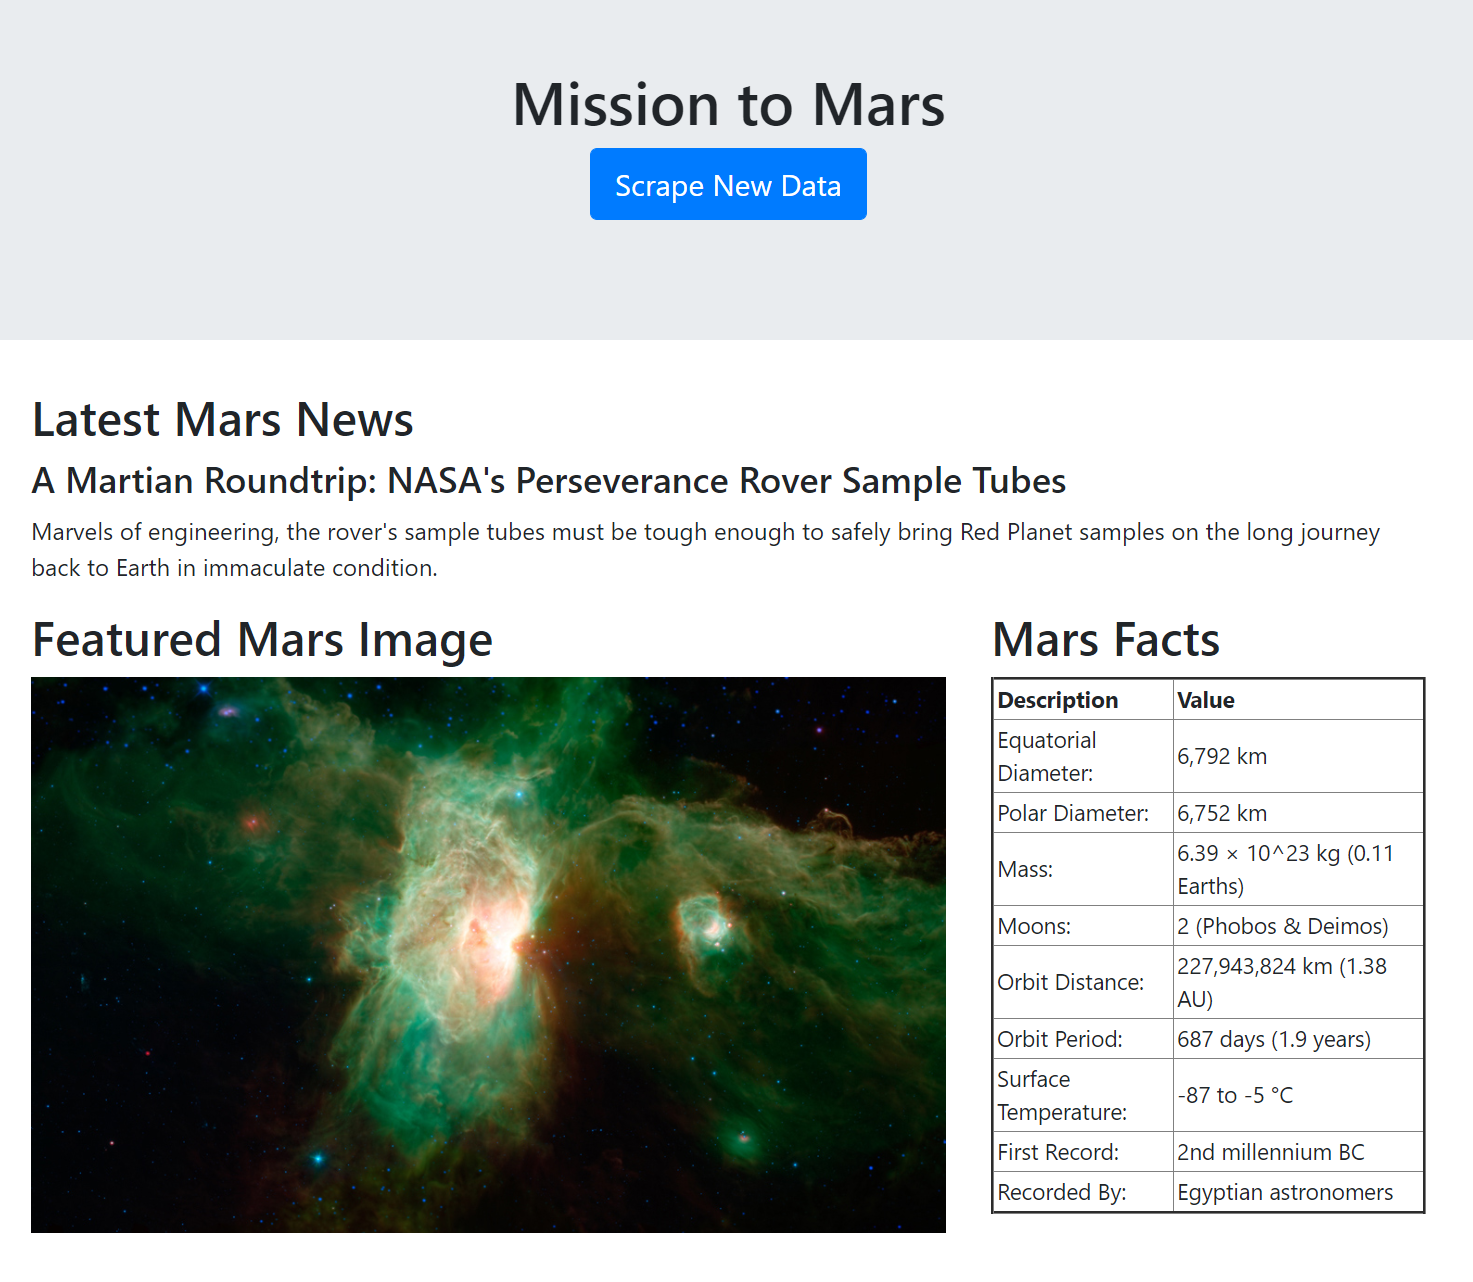 Mission to Mars
Scrape New Data
Latest Mars News
A Martian Roundtrip: NASA's Perseverance Rover Sample Tubes
Marvels of engineering, the rover's sample tubes must be tough enough to safely bring Red Planet samples on the long journey
back to Earth in immaculate condition.
Featured Mars Image
Mars Facts
Description Value
Equatorial
Diameter: 6,792 km
Polar Diameter: 6,752 km
Mass: 6.39 × 10^23 kg (0.11
Earths)
Moons: 2 (Phobos & Deimos)
Orbit Distance: 227,943,824 km (1.38
AU)
Orbit Period: 687 days (1.9 years)
Surface
Temperature: -87 to -5 °C
First Record: 2nd millennium BC
Recorded By: Egyptian astronomers